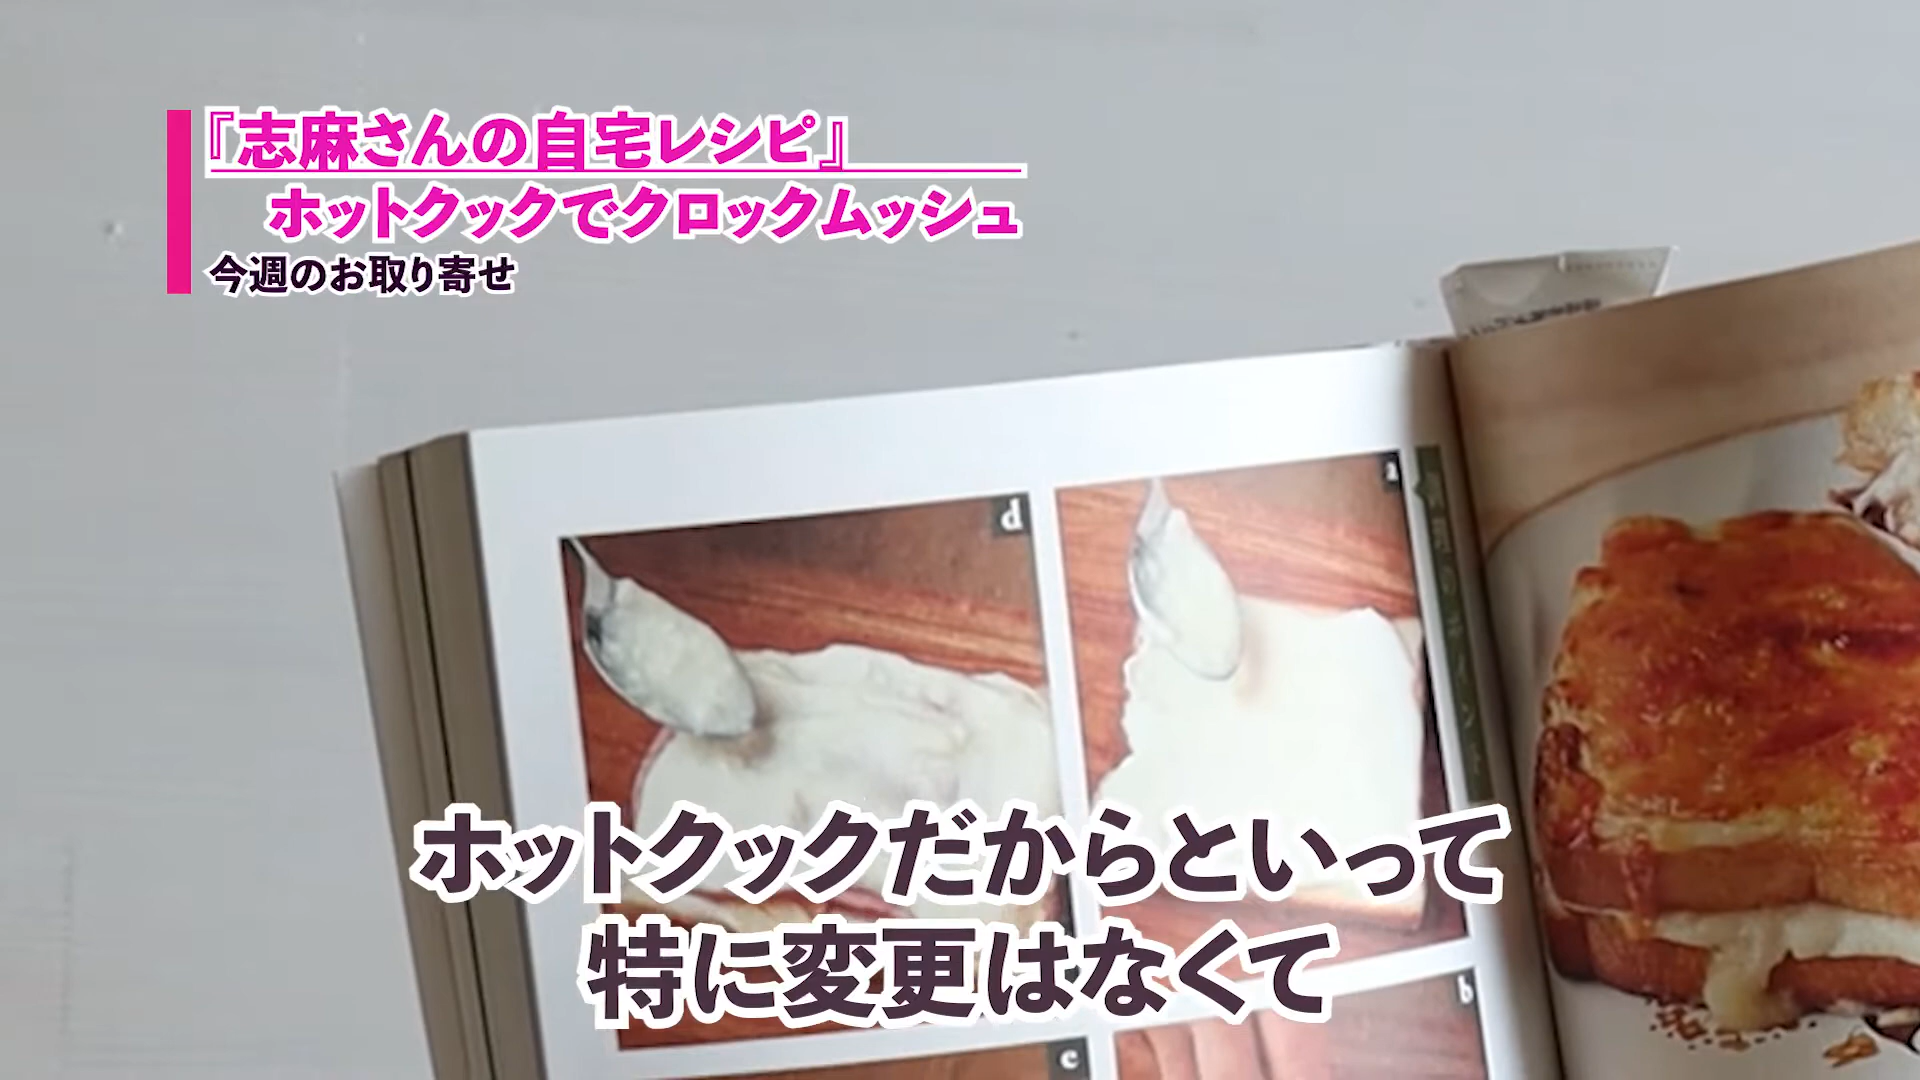 『志麻さんの自宅レシピ』
ホットクックでクロックムッシュ
今週のお取り寄せ
d
a
b
e
ホットクックだからといって
特に変更はなくて